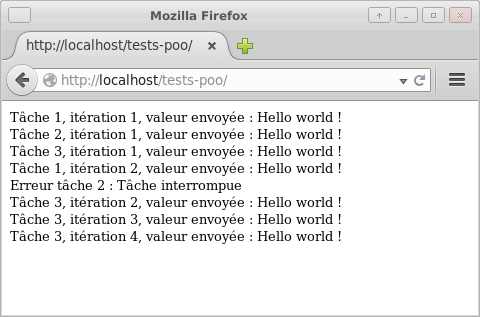 Mozilla Firefox
http://localhost/tests-poo/
http://localhost/tests-poo/
Tâche 1, itération 1, valeur envoyée : Hello world !
Tâche 2, itération 1, valeur envoyée : Hello world !
Tâche 3, itération 1, valeur envoyée : Hello world !
Tâche 1, itération 2, valeur envoyée : Hello world !
Erreur tâche 2 : Tâche interrompue
Tâche 3, itération 2, valeur envoyée : Hello world !
Tâche 3, itération 3, valeur envoyée : Hello world !
Tâche 3, itération 4, valeur envoyée : Hello world !